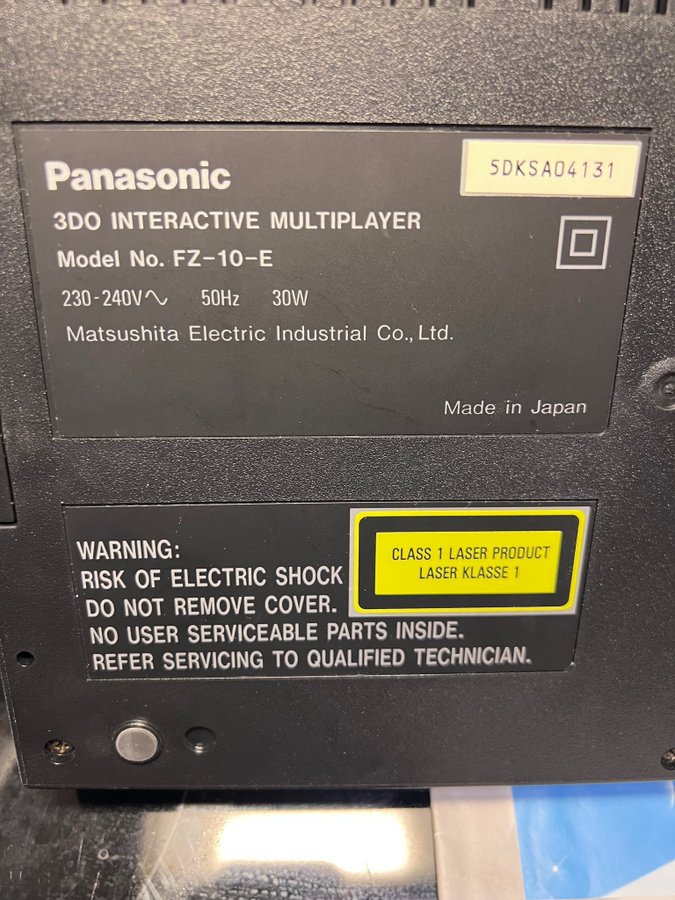 Panasonic
5DKSA04131
3DO INTERACTIVE MULTIPLAYER
Model No. FZ-10-E
230-240V∿ 50Hz 30W
Matsushita Electric Industrial Co., Ltd.
Made in Japan
WARNING:
RISK OF ELECTRIC SHOCK
DO NOT REMOVE COVER.
NO USER SERVICEABLE PARTS INSIDE.
REFER SERVICING TO QUALIFIED TECHNICIAN.
CLASS 1 LASER PRODUCT
LASER KLASSE 1